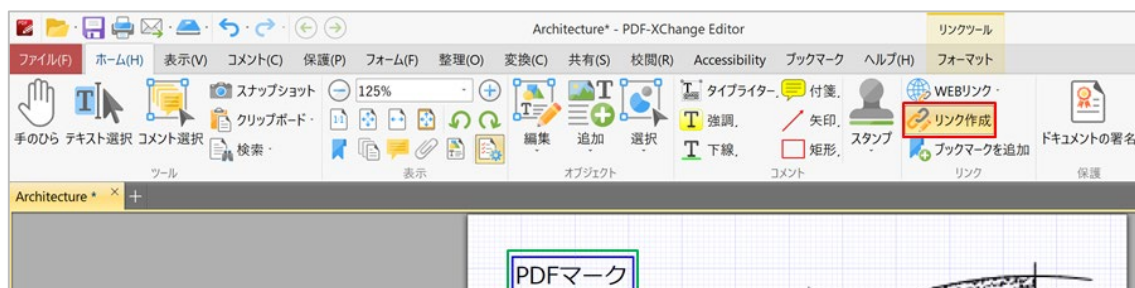 Architecture* - PDF-XChange Editor
リンクツール
ファイル(F) ホーム(H) 表示(V) コメント(C) 保護(P) フォーム(F) 整理(O) 変換(C) 共有(S) 校閲(R) Accessibility ブックマーク ヘルプ(H) フォーマット
手のひら テキスト選択 コメント選択
スナップショット
クリップボード
検索
ツール
125%
表示
編集 追加 選択
オブジェクト
タイプライター. 付箋.
強調. 矢印.
下線. 矩形.
スタンプ
コメント
WEBリンク
リンク作成
ブックマークを追加
リンク
ドキュメントの署名
保護
Architecture *
PDFマーク